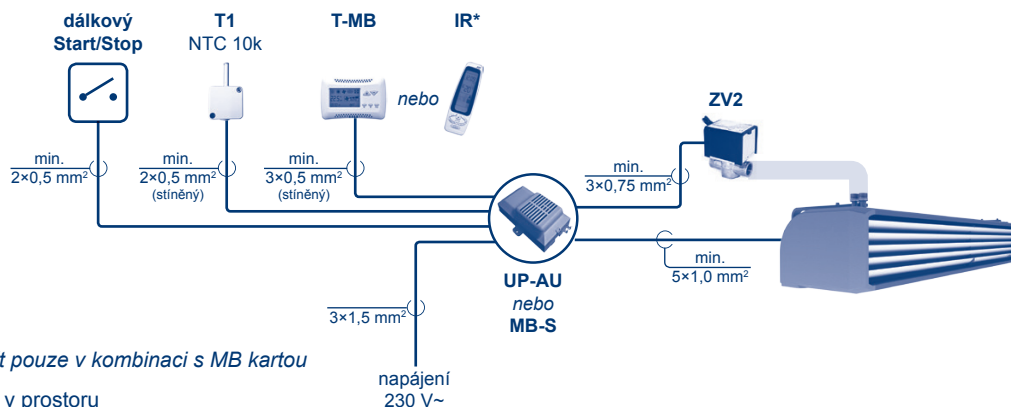 dálkový
Start/Stop
T1
NTC 10k
T-MB
IR*
nebo
ZV2
min.
2×0,5 mm²
min.
2×0,5 mm²
(stíněný)
min.
3×0,5 mm²
(stíněný)
min.
3×0,75 mm²
min.
5×1,0 mm²
UP-AU
nebo
MB-S
3×1,5 mm²
t pouze v kombinaci s MB kartou
napájení
230 V~
v prostoru